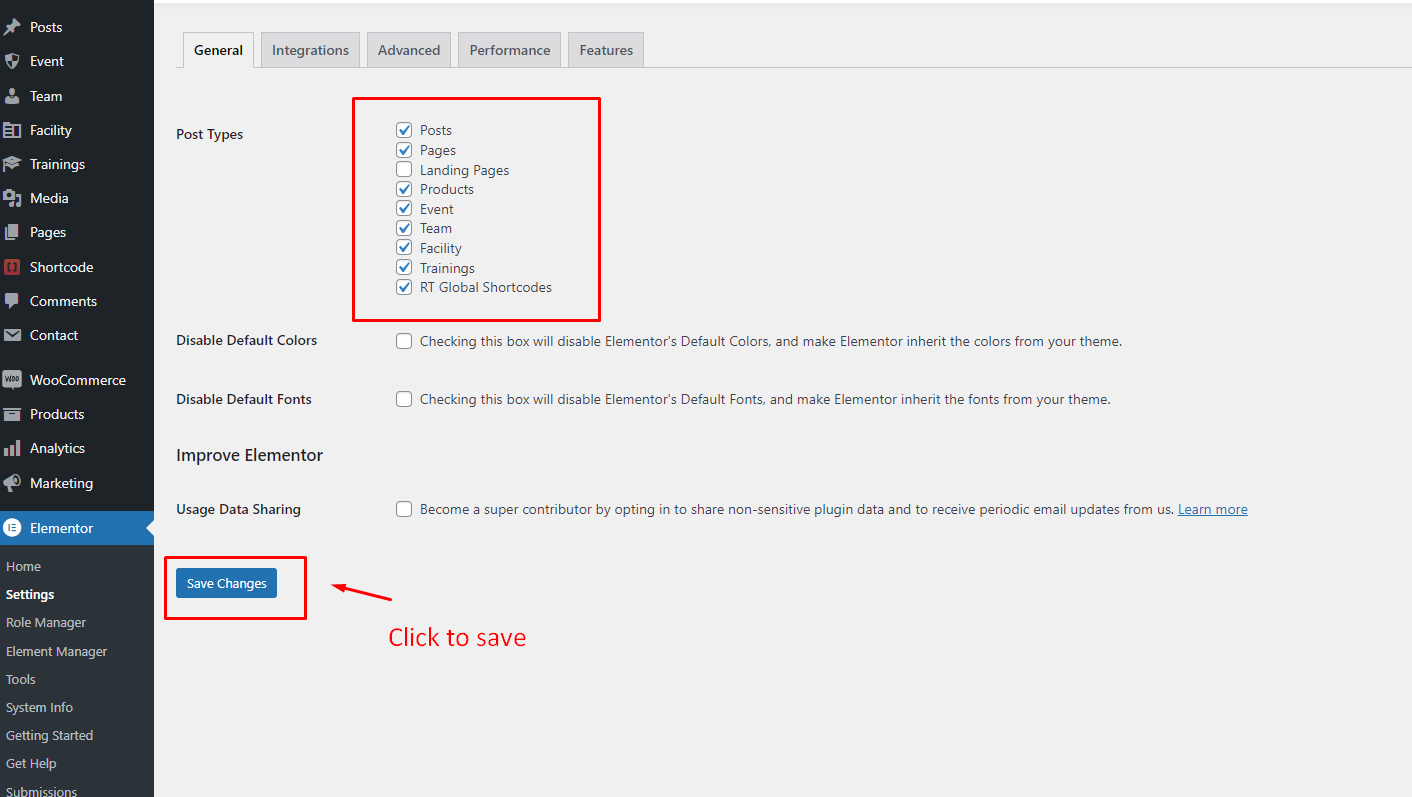 Posts
Event
Team
Facility
Trainings
Media
Pages
Shortcode
Comments
Contact
WOO WooCommerce
Products
Analytics
Marketing
Elementor
Home
Settings
Role Manager
Element Manager
Tools
System Info
Getting Started
Get Help
Submissions
General Integrations Advanced Performance Features
Post Types
Posts
Pages
Landing Pages
Products
Event
Team
Facility
Trainings
RT Global Shortcodes
Disable Default Colors Checking this box will disable Elementor's Default Colors, and make Elementor inherit the colors from your theme.
Disable Default Fonts Checking this box will disable Elementor's Default Fonts, and make Elementor inherit the fonts from your theme.
Improve Elementor
Usage Data Sharing Become a super contributor by opting in to share non-sensitive plugin data and to receive periodic email updates from us. Learn more
Save Changes
Click to save